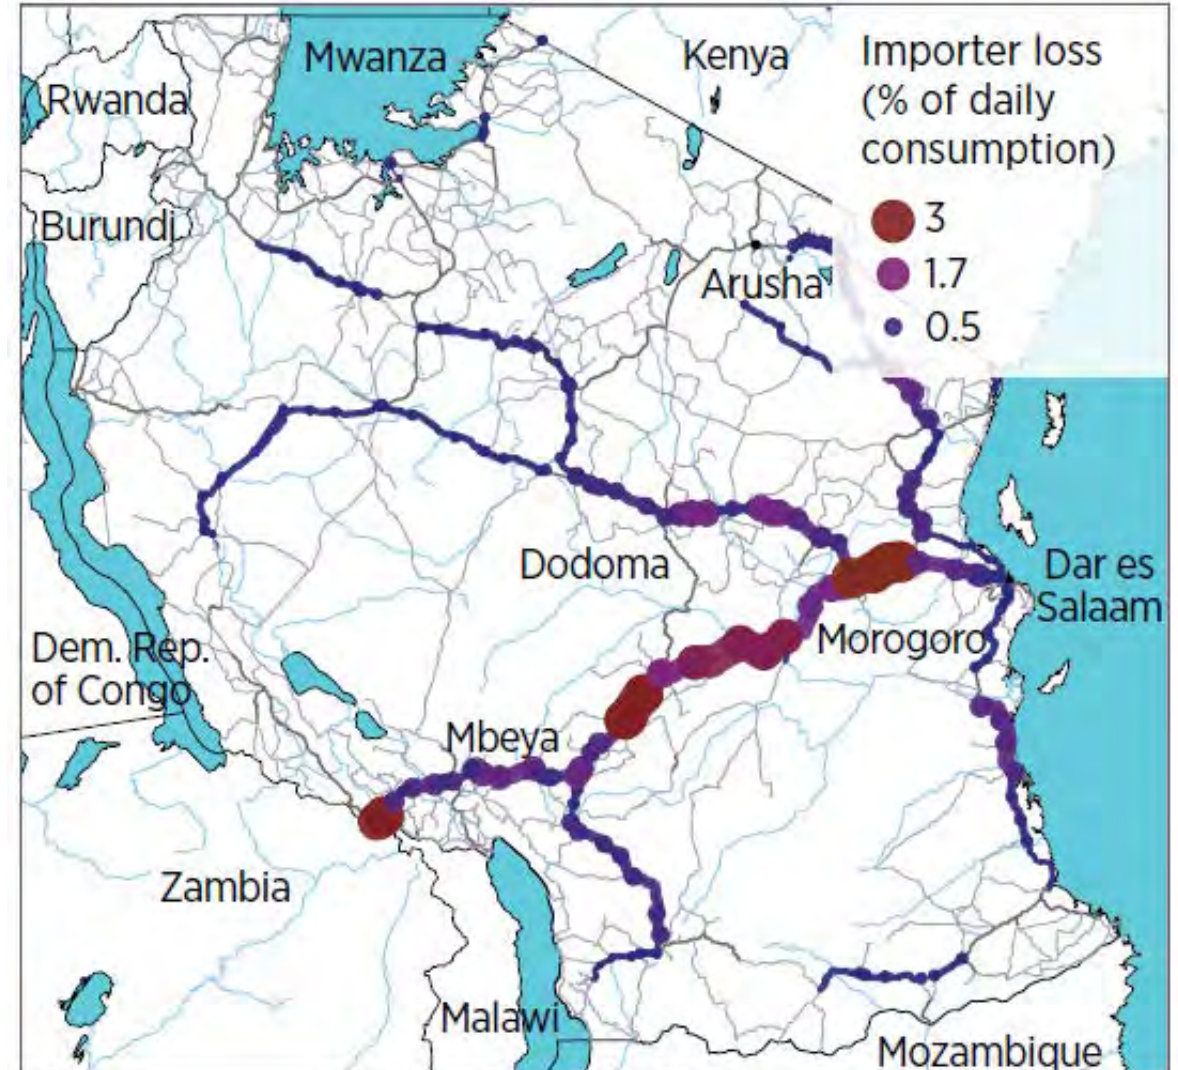 Mwanza
Kenya
Importer loss
(% of daily
consumption)
3
1.7
0.5
Rwanda
Burundi
Arusha
Dodoma
Dar es
Salaam
Morogoro
Dem. Rep.
of Congo
Mbeya
Zambia
Malawi
Mozambique